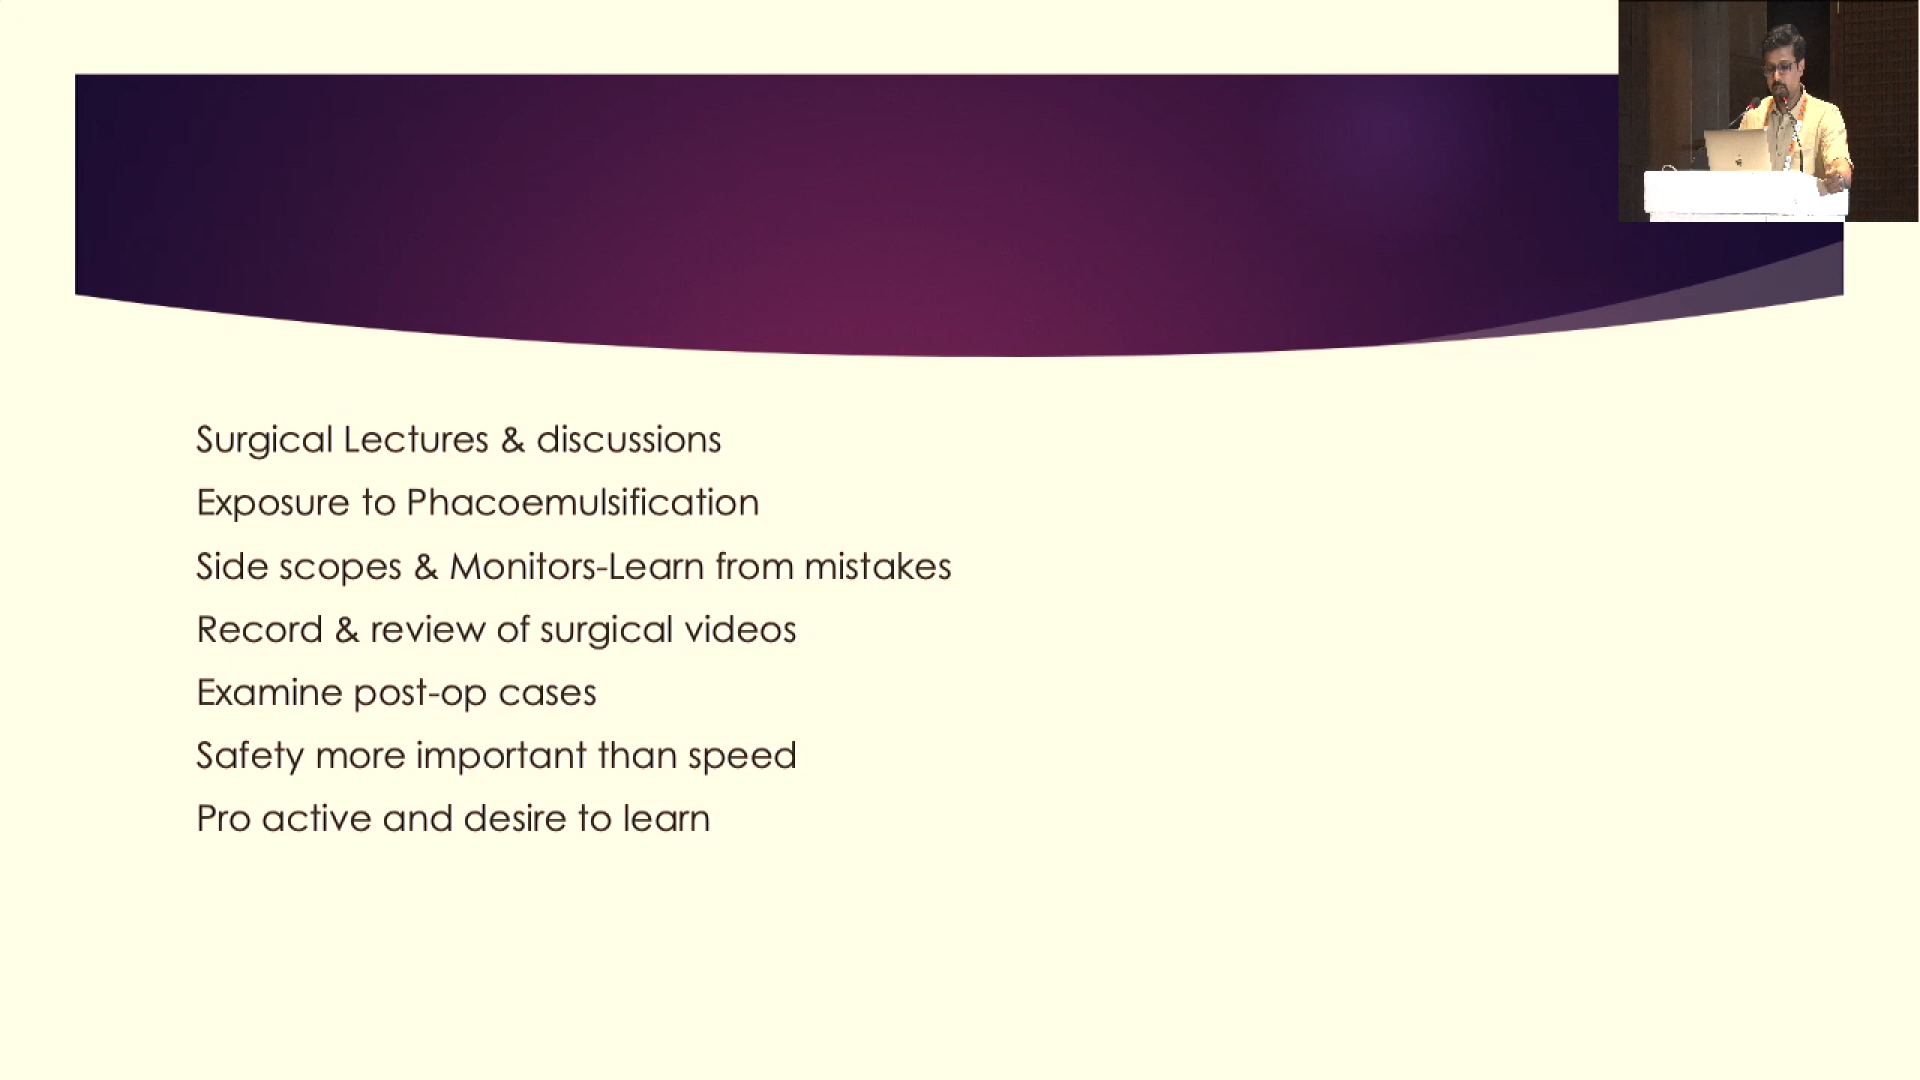 Surgical Lectures & discussions
Exposure to Phacoemulsification
Side scopes & Monitors-Learn from mistakes
Record & review of surgical videos
Examine post-op cases
Safety more important than speed
Pro active and desire to learn